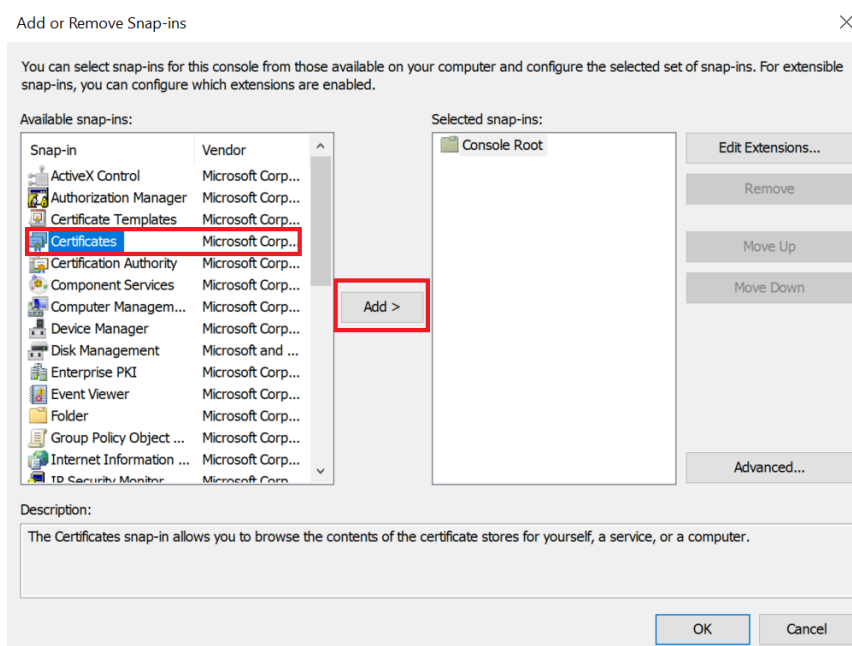 Add or Remove Snap-ins
You can select snap-ins for this console from those available on your computer and configure the selected set of snap-ins. For extensible
snap-ins, you can configure which extensions are enabled.
Available snap-ins:
Snap-in Vendor
ActiveX Control Microsoft Corp...
Authorization Manager Microsoft Corp...
Certificate Templates Microsoft Corp...
Certificates Microsoft Corp...
Certification Authority Microsoft Corp...
Component Services Microsoft Corp...
Computer Managem... Microsoft Corp...
Device Manager Microsoft Corp...
Disk Management Microsoft and ...
Enterprise PKI Microsoft Corp...
Event Viewer Microsoft Corp...
Folder Microsoft Corp...
Group Policy Object ... Microsoft Corp...
Internet Information ... Microsoft Corp...
IP Security Monitor Microsoft Corp...
Add >
Selected snap-ins:
Console Root
Edit Extensions...
Remove
Move Up
Move Down
Advanced...
Description:
The Certificates snap-in allows you to browse the contents of the certificate stores for yourself, a service, or a computer.
OK Cancel